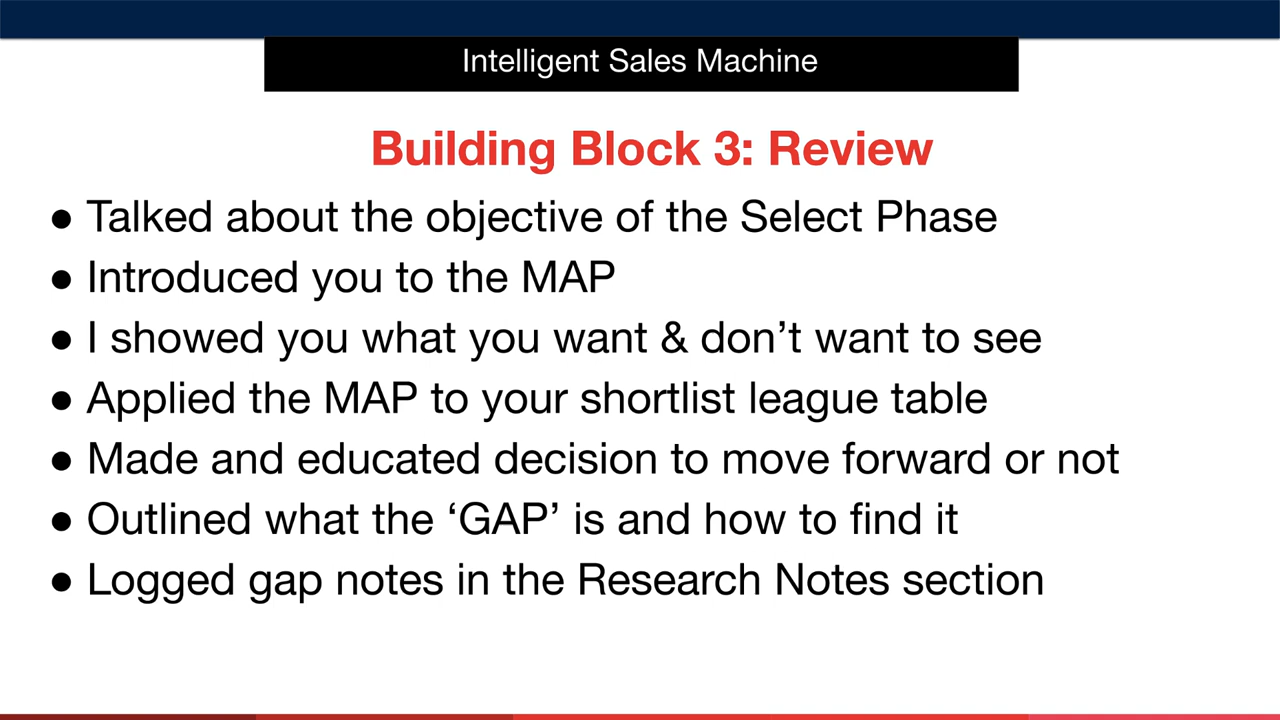 Intelligent Sales Machine
Building Block 3: Review
● Talked about the objective of the Select Phase
● Introduced you to the MAP
● I showed you what you want & don’t want to see
● Applied the MAP to your shortlist league table
● Made and educated decision to move forward or not
● Outlined what the ‘GAP’ is and how to find it
● Logged gap notes in the Research Notes section